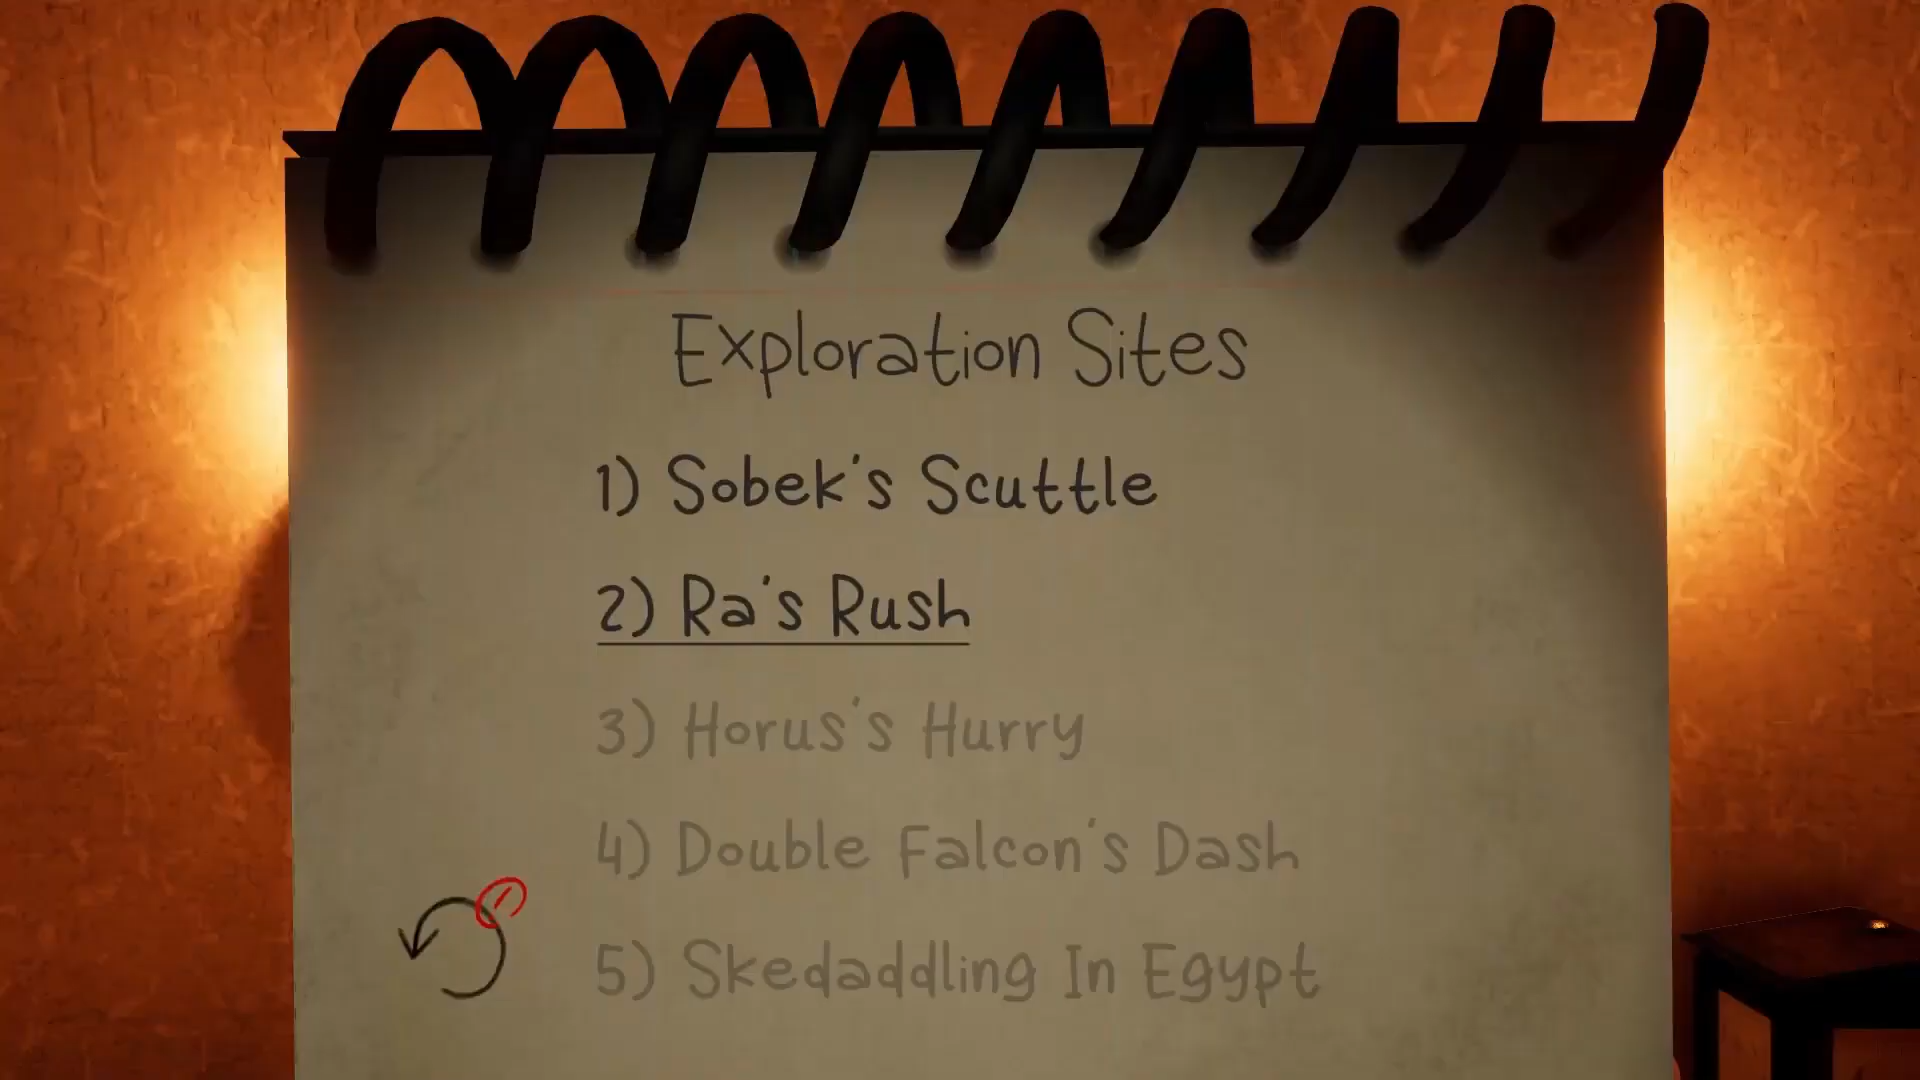 Exploration Sites
1) Sobek's Scuttle
2) Ra's Rush
3) Horus's Hurry
4) Double Falcon's Dash
5) Skedaddling In Egypt